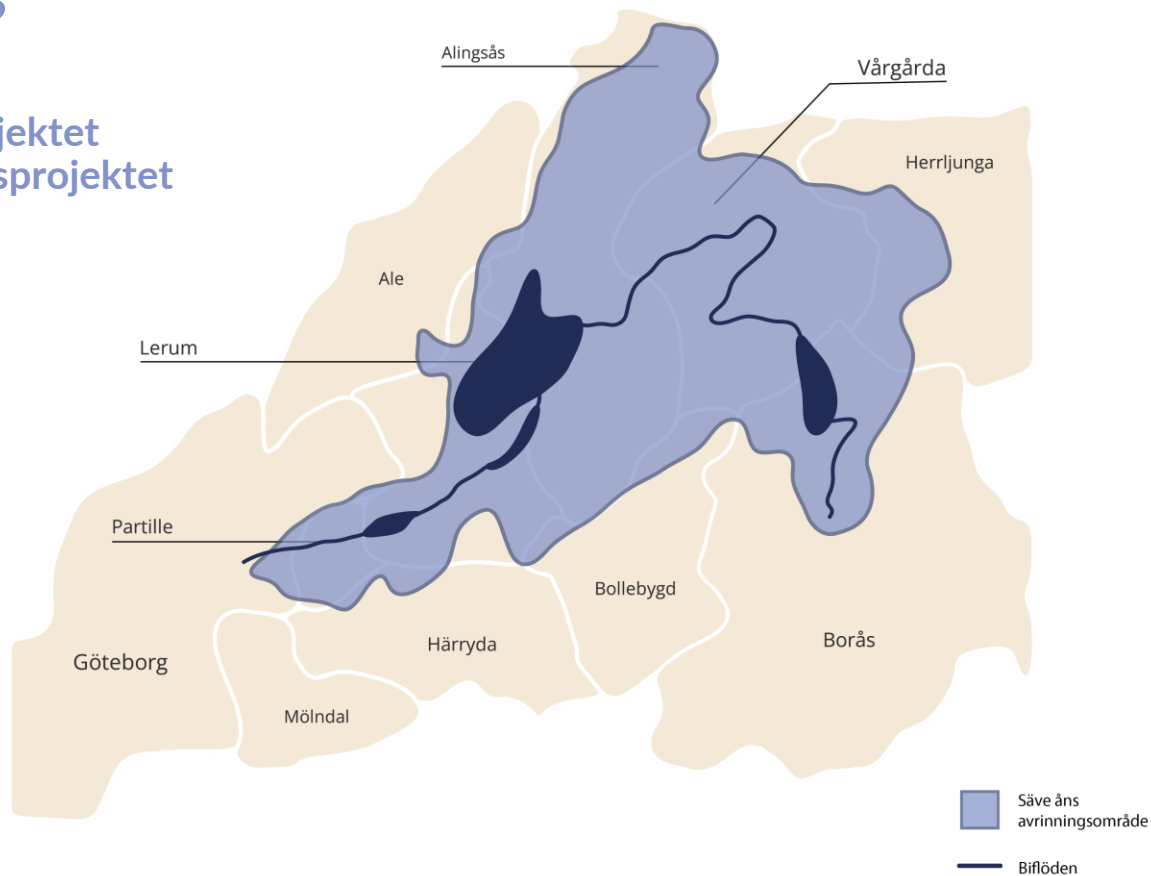 jektet
sprojektet
Alingsås
Vårgårda
Herrljunga
Ale
Lerum
Partille
Bollebygd
Göteborg
Härryda
Borås
Mölndal
Säve åns
avrinningsområde
Biflöden